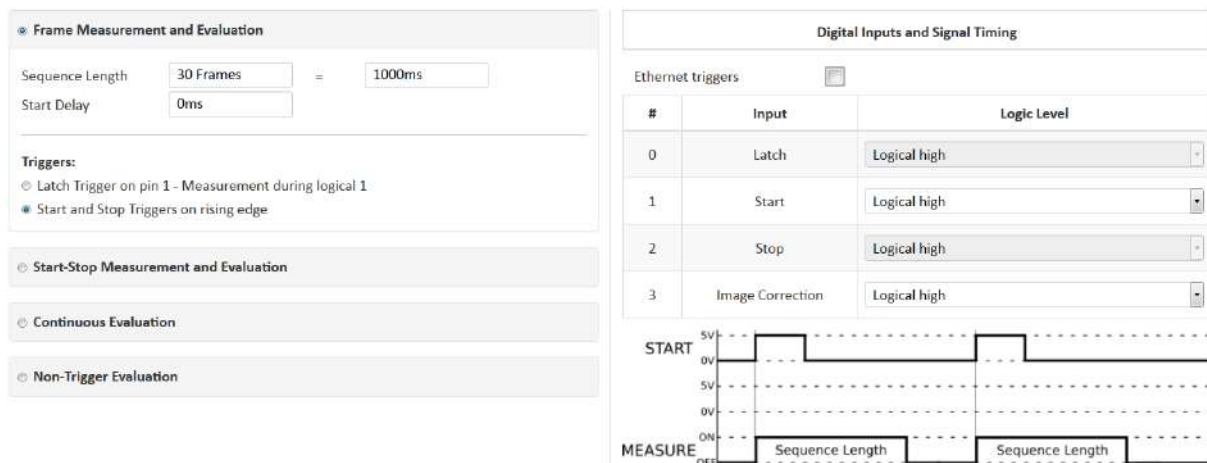 Frame Measurement and Evaluation
Sequence Length 30 Frames = 1000ms
Start Delay 0ms
Triggers:
Latch Trigger on pin 1 - Measurement during logical 1
Start and Stop Triggers on rising edge
Start-Stop Measurement and Evaluation
Continuous Evaluation
Non-Trigger Evaluation
Digital Inputs and Signal Timing
Ethernet triggers
# Input Logic Level
0 Latch Logical high
1 Start Logical high
2 Stop Logical high
3 Image Correction Logical high
START 5V
0V
5V
0V
MEASURE ON Sequence Length Sequence Length
OFF